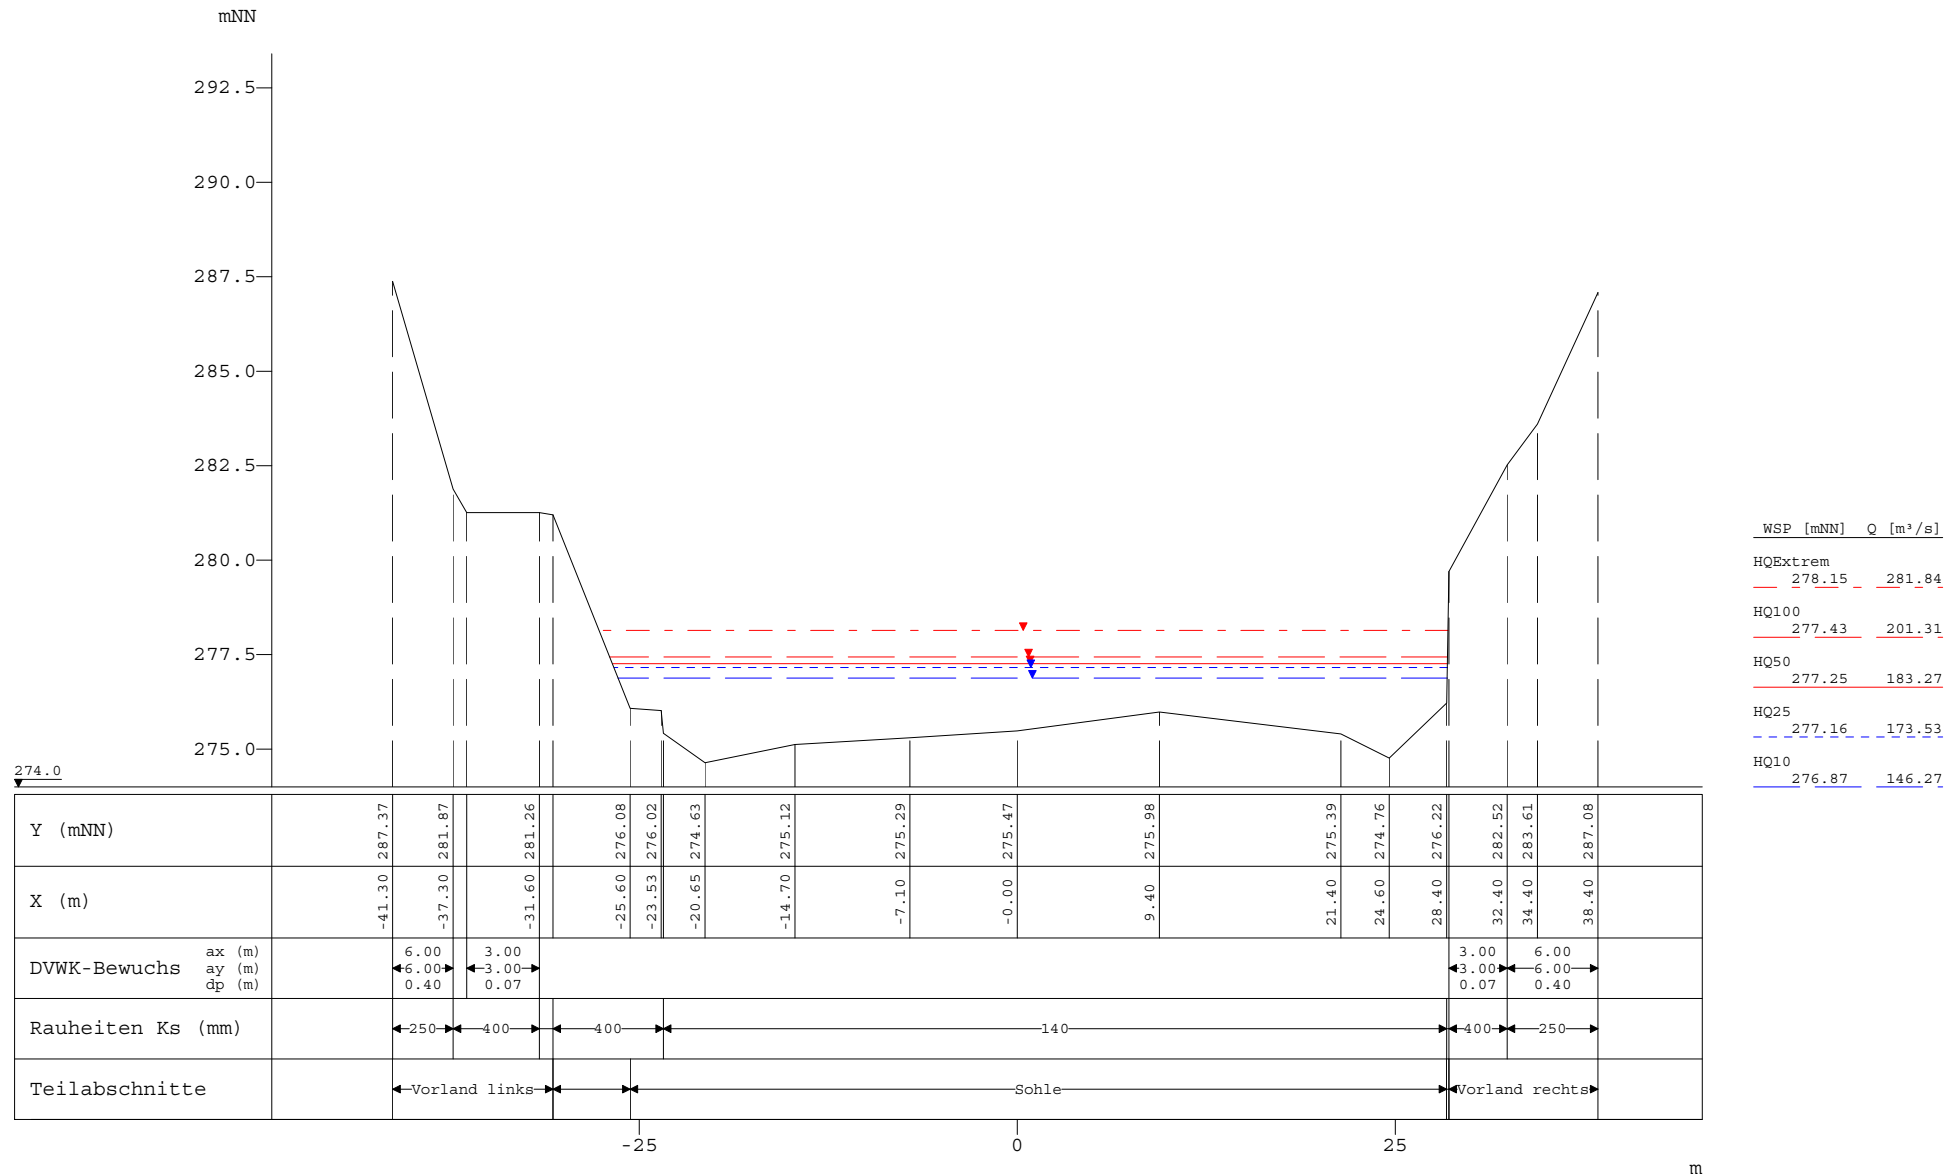 mNN
292.5
290.0
287.5
285.0
282.5
280.0
277.5
275.0
274.0
WSP [mNN] Q [m³/s]
HQExtrem
278.15 281.84
HQ100
277.43 201.31
HQ50
277.25 183.27
HQ25
277.16 173.53
HQ10
276.87 146.27
Y (mNN)
287.37 281.87 281.26 276.08 276.02 274.63 275.12 275.29 275.47 275.98 275.39 274.76 276.22 282.52 283.61 287.08
X (m)
-41.30 -37.30 -31.60 -25.60 -23.53 -20.65 -14.70 -7.10 -0.00 9.40 21.40 24.60 28.40 32.40 34.40 38.40
DVWK-Bewuchs
ax (m) 6.00 3.00 3.00 6.00
ay (m) 6.00 3.00 3.00 6.00
dp (m) 0.40 0.07 0.07 0.40
Rauheiten Ks (mm) 250 400 400 140 400 250
Teilabschnitte Vorland links Sohle Vorland rechts
-25 0 25
m